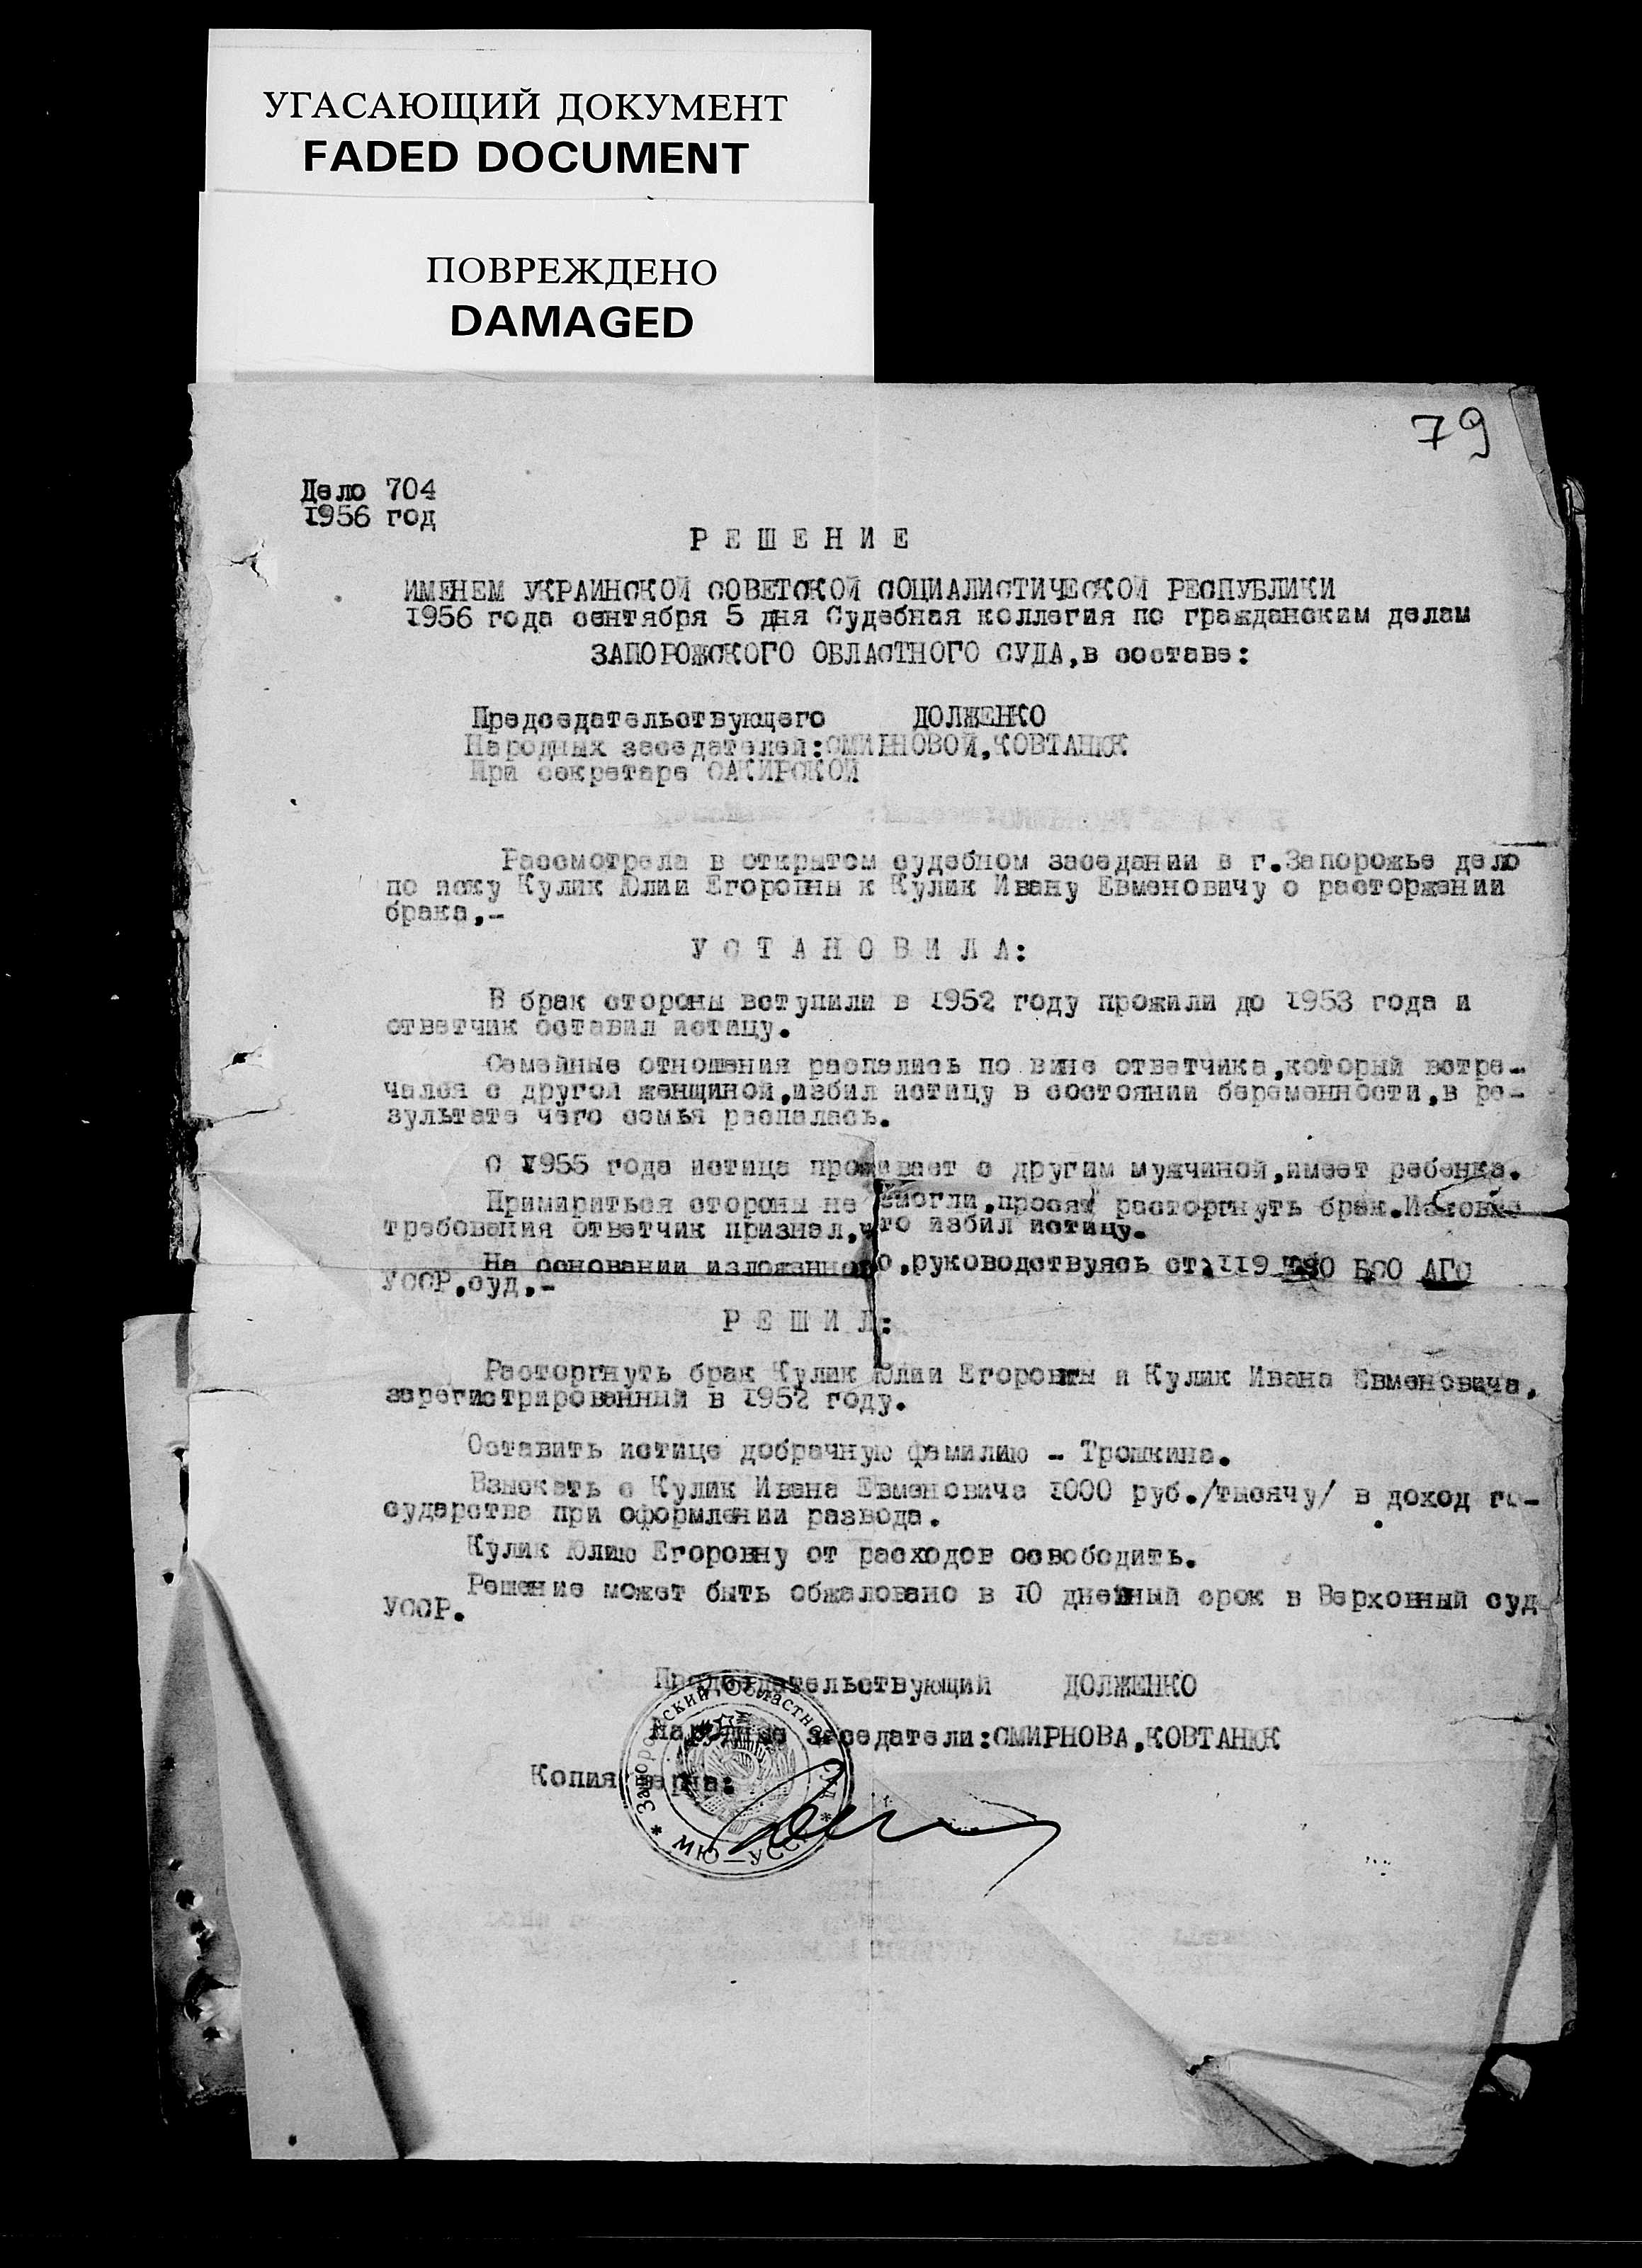 УГАСАЮЩИЙ ДОКУМЕНТ
FADED DOCUMENT
ПОВРЕЖДЕНО
DAMAGED
79
Дело 704
1956 год
РЕШЕНИЕ
ИМЕНЕМ УКРАИНСКОЙ СОВЕТСКОЙ СОЦИАЛИСТИЧЕСКОЙ РЕСПУБЛИКИ
1956 года сентября 5 дня Судебная коллегия по гражданским делам
ЗАПОРОЖСКОГО ОБЛАСТНОГО СУДА,в составе:
Председательствующего ДОЛЖЕНКО
Народных заседателей:СМИРНОВОЙ,КОВТАНЮК
При секретаре САКИРСКОЙ
Рассмотрела в открытом судебном заседании в г.Запорожье дело
по иску Кулик Юлии Егоровны к Кулик Ивану Евменовичу о расторжении
брака,-
УСТАНОВИЛА:
В брак стороны вступили в 1952 году прожили до 1953 года и
ответчик оставил истицу.
Семейные отношения распались по вине ответчика,который встре-
чался с другой женщиной,избил истицу в состоянии беременности,в ре-
зультате чего семья распалась.
С 1955 года истица проживает с другим мужчиной,имеет ребенка.
Примириться стороны не смогли,просят расторгнуть брак.Исковые
требования ответчик признал,что избил истицу.
На основании изложенного,руководствуясь ст.119
УССР,суд,-
РЕШИЛ:
Расторгнуть брак Кулик Юлии Егоровны и Кулик Ивана Евменовича,
зарегистрированный в 1952 году.
Оставить истице добрачную фамилию - Трошкина.
Взыскать с Кулик Ивана Евменовича 1000 руб./тысячу/ в доход го-
сударства при оформлении развода.
Кулик Юлию Егоровну от расходов освободить.
Решение может быть обжаловано в 10 дневный срок в Верховный суд
УССР.
Председательствующий ДОЛЖЕНКО
Народные заседатели:СМИРНОВА,КОВТАНЮК
Копия верна:
Запорожский Областной Суд
* МЮ—УССР *